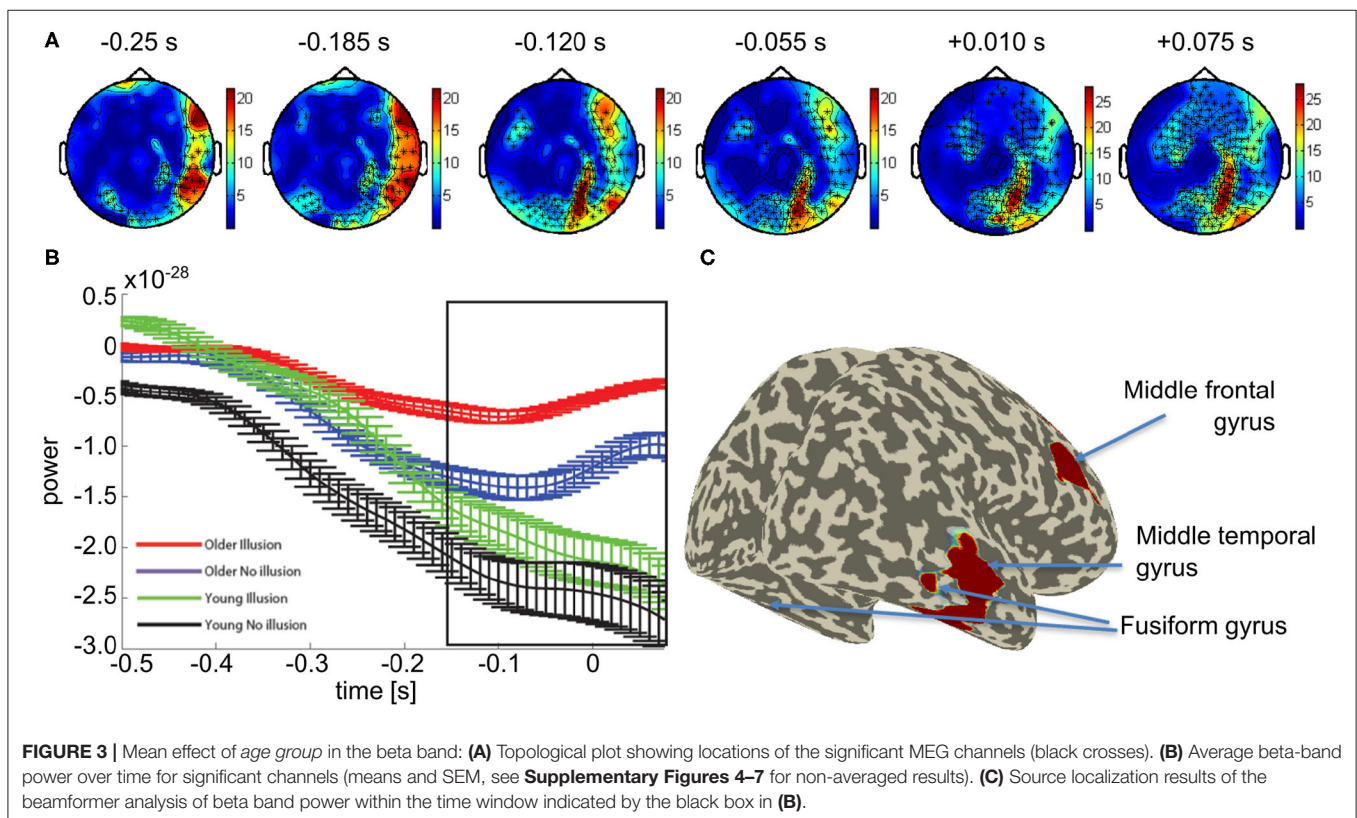 A
-0.25 s -0.185 s -0.120 s -0.055 s +0.010 s +0.075 s
20 20 20 20 25 25
15 15 15 15 20 20
10 10 10 10 15 15
5 5 5 5 10 10
5 5
B
x10-28
0.5
0
-0.5
-1.0
-1.5
-2.0
-2.5
-3.0
power
Older Illusion
Older No illusion
Young Illusion
Young No illusion
-0.5 -0.4 -0.3 -0.2 -0.1 0
time [s]
C
Middle frontal
gyrus
Middle temporal
gyrus
Fusiform gyrus
FIGURE 3 | Mean effect of age group in the beta band: (A) Topological plot showing locations of the significant MEG channels (black crosses). (B) Average beta-band
power over time for significant channels (means and SEM, see Supplementary Figures 4–7 for non-averaged results). (C) Source localization results of the
beamformer analysis of beta band power within the time window indicated by the black box in (B).